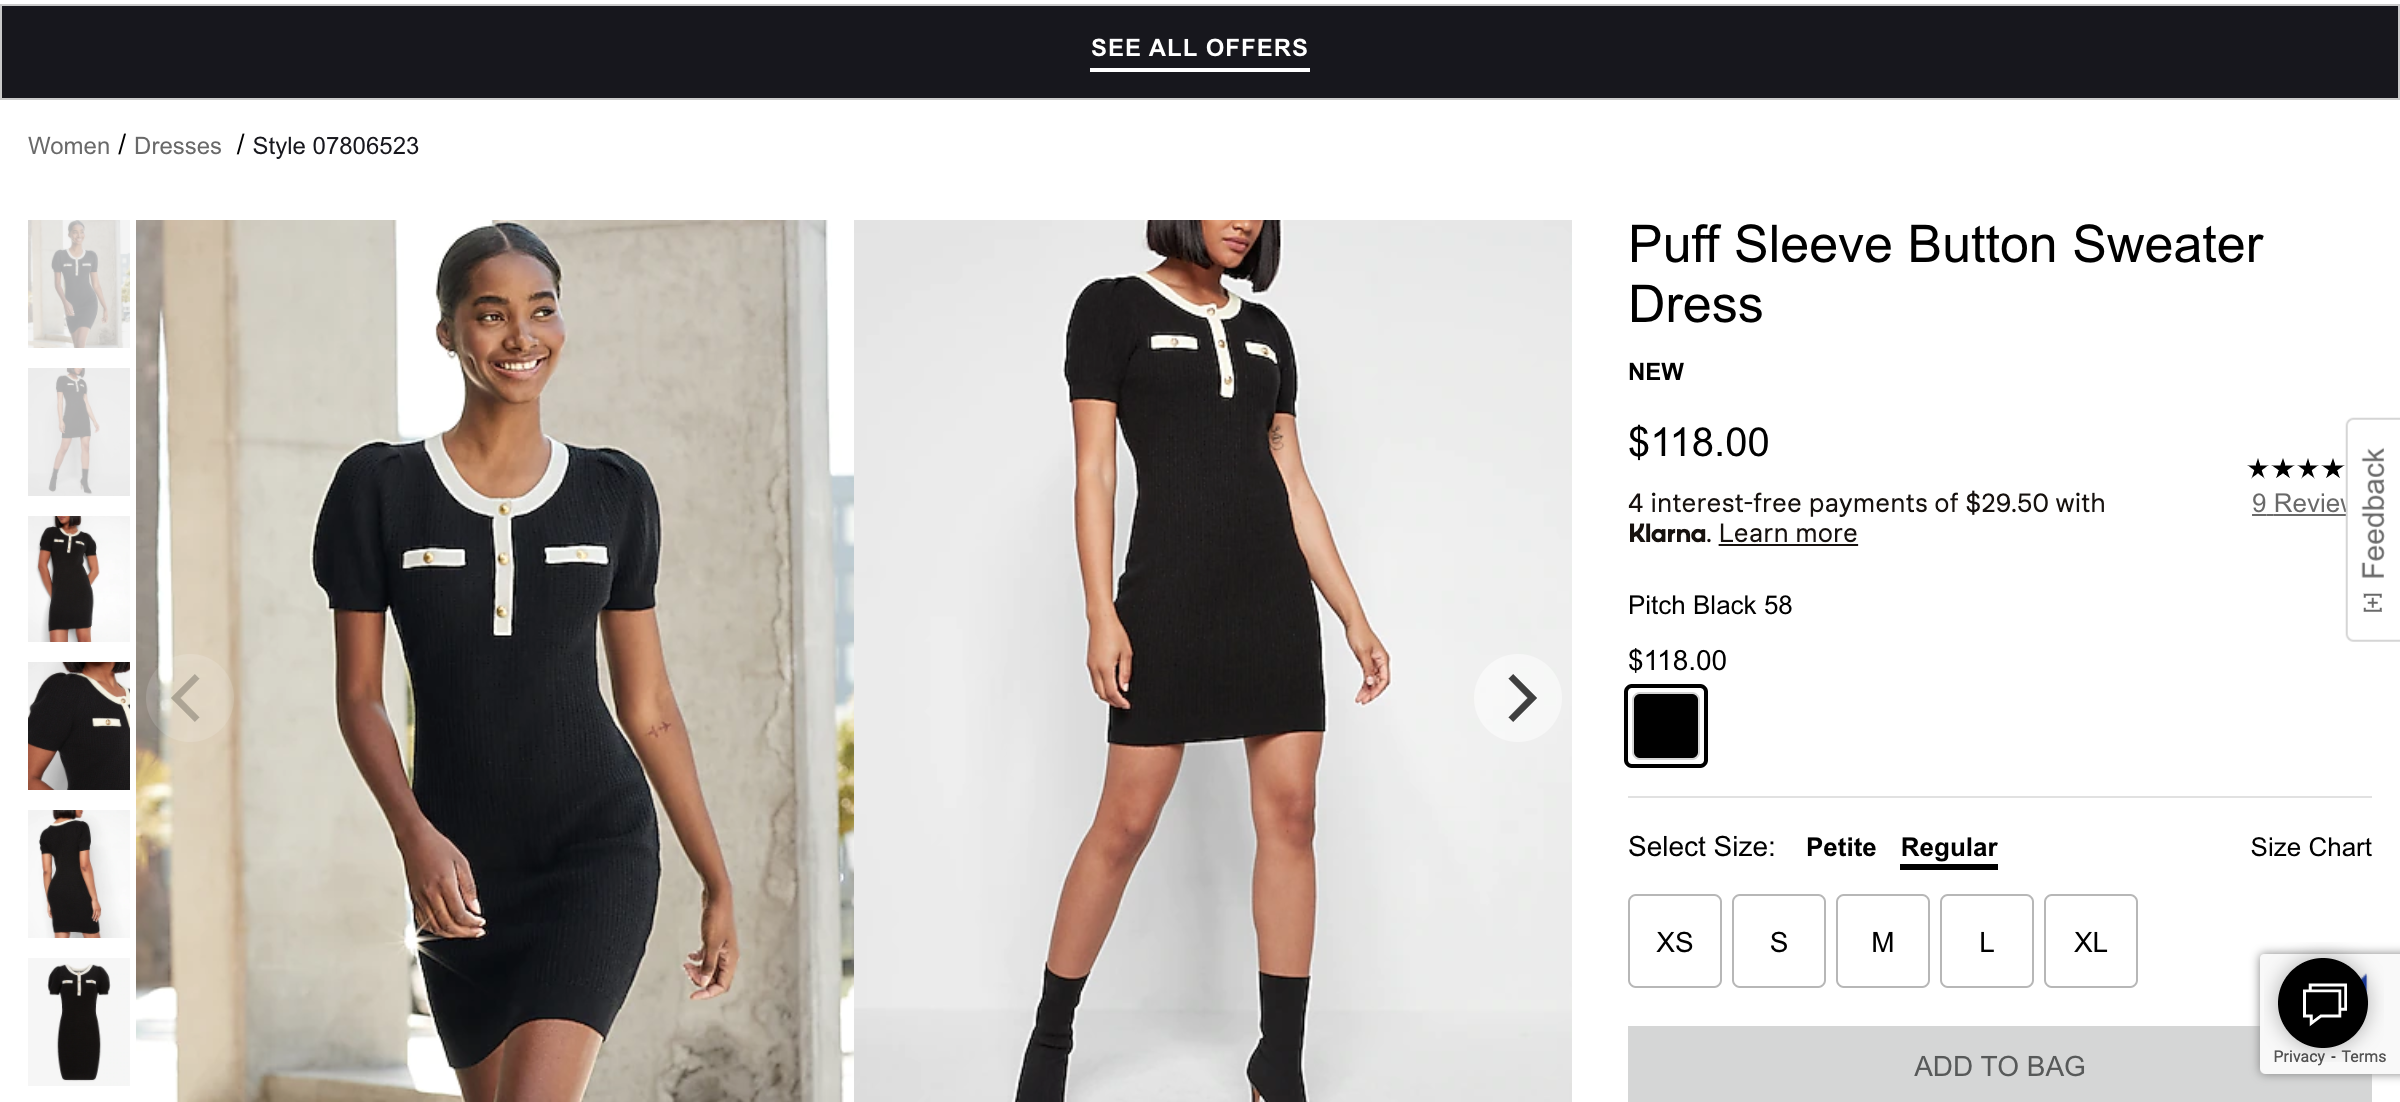 SEE ALL OFFERS
Women / Dresses / Style 07806523
Puff Sleeve Button Sweater
Dress
NEW
$118.00
★★★★
4 interest-free payments of $29.50 with
9 Review
Klarna. Learn more
[+] Feedback
Pitch Black 58
$118.00
Select Size: Petite Regular Size Chart
XS S M L XL
ADD TO BAG
Privacy - Terms